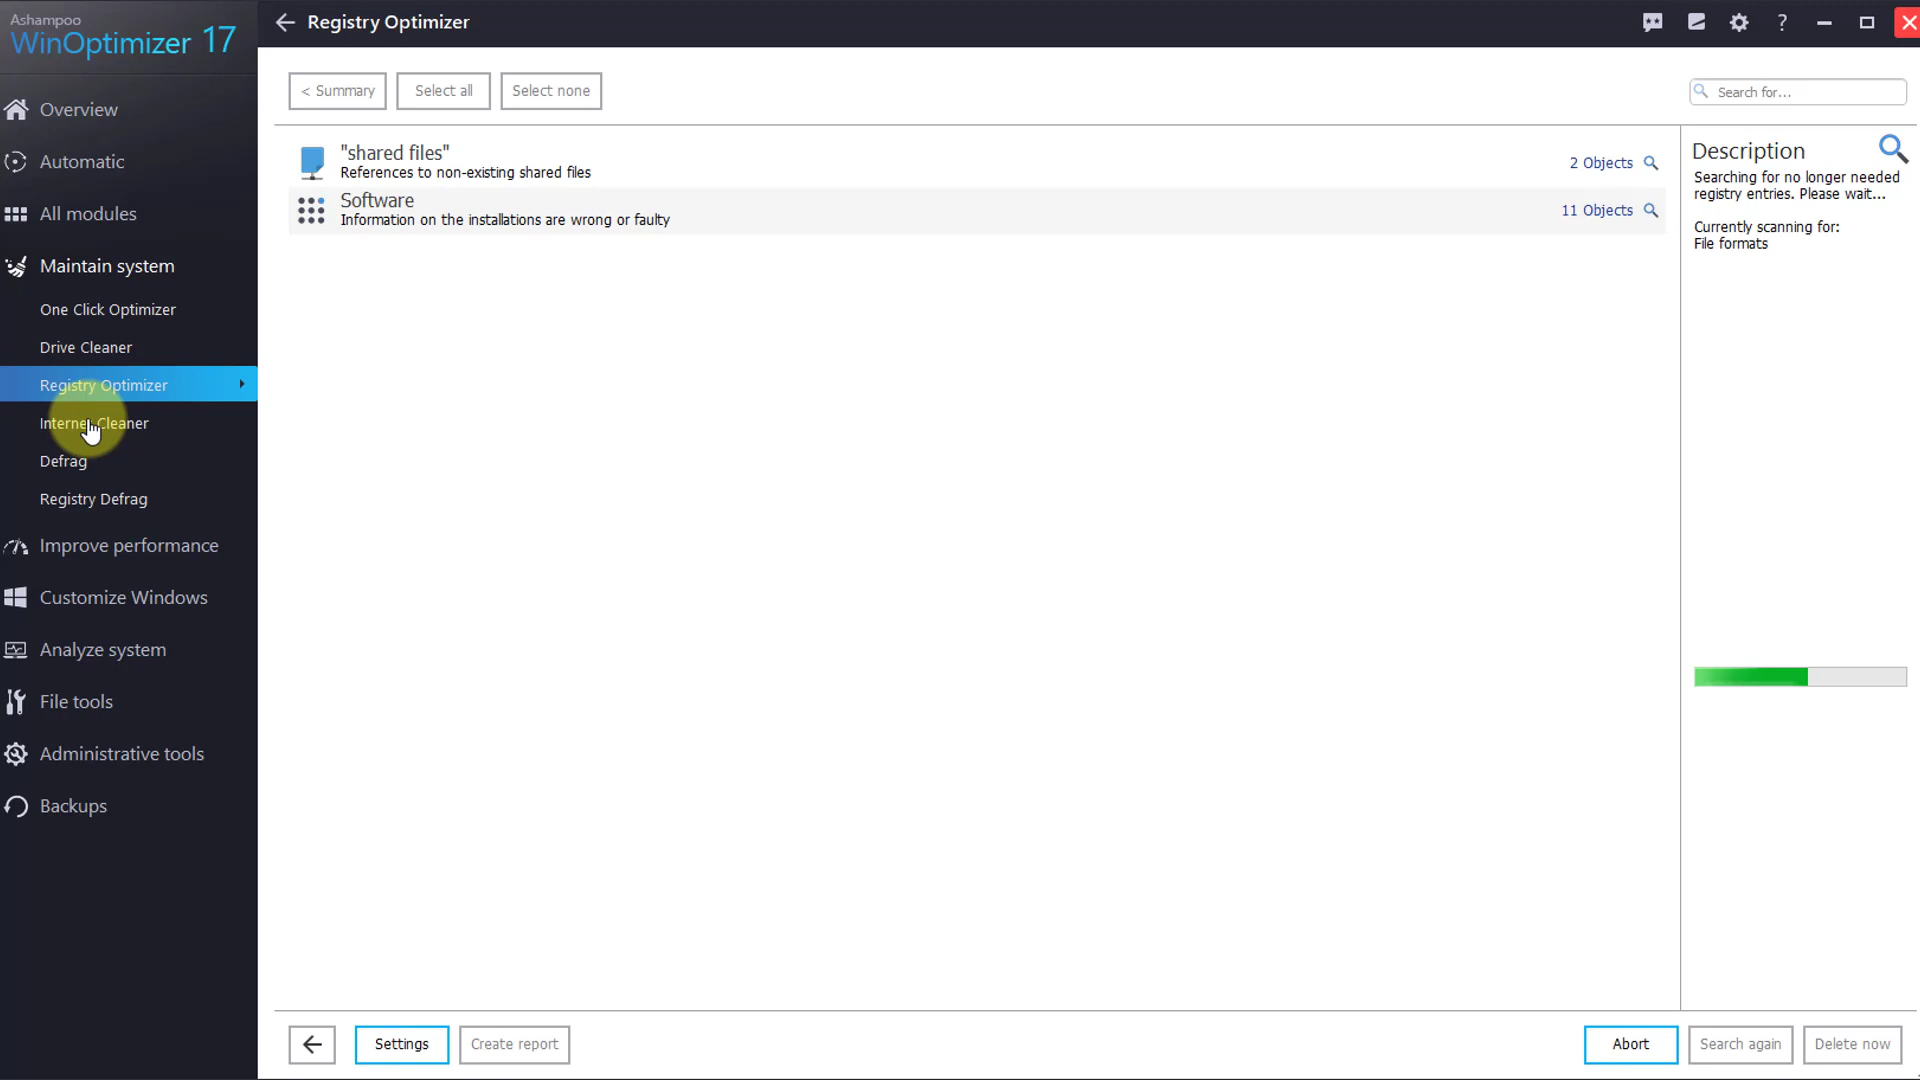 Ashampoo
WinOptimizer 17
Registry Optimizer
< Summary
Select all
Select none
Search for...
Overview
Automatic
All modules
Maintain system
One Click Optimizer
Drive Cleaner
Registry Optimizer
Internet Cleaner
Defrag
Registry Defrag
Improve performance
Customize Windows
Analyze system
File tools
Administrative tools
Backups
"shared files"
References to non-existing shared files
2 Objects
Software
Information on the installations are wrong or faulty
11 Objects
Description
Searching for no longer needed
registry entries. Please wait...
Currently scanning for:
File formats
Settings
Create report
Abort
Search again
Delete now